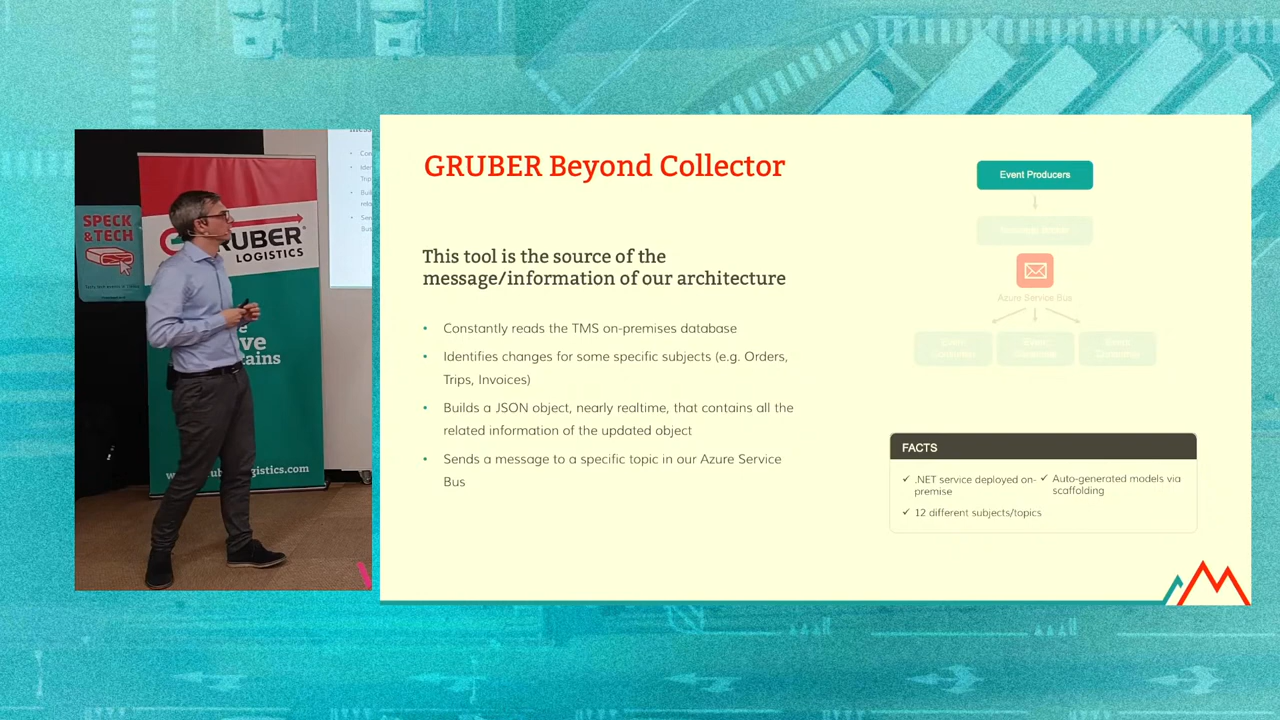 SPECK
&TECH
GRUBER
LOGISTICS
GRUBER Beyond Collector
This tool is the source of the
message/information of our architecture
• Constantly reads the TMS on-premises database
• Identifies changes for some specific subjects (e.g. Orders,
Trips, Invoices)
• Builds a JSON object, nearly realtime, that contains all the
related information of the updated object
• Sends a message to a specific topic in our Azure Service
Bus
Event Producers
Azure Service Bus
FACTS
✓ .NET service deployed on-
premise
✓ Auto-generated models via
scaffolding
✓ 12 different subjects/topics